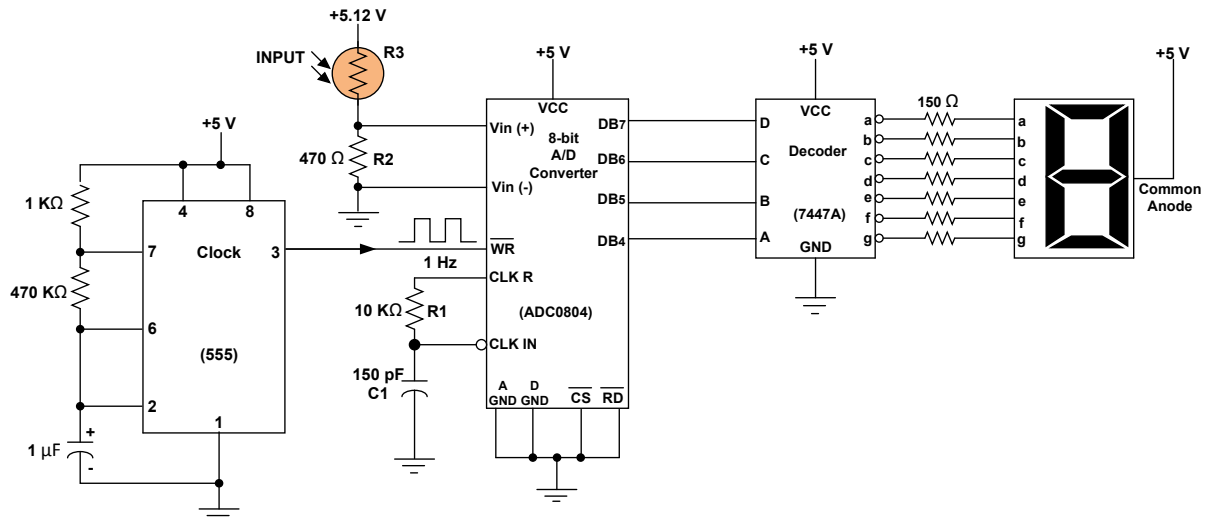 +5 V
1 KΩ
470 KΩ
1 µF
+
-
4
8
7
Clock
3
6
(555)
2
1
+5.12 V
INPUT
R3
470 Ω
R2
1 Hz
10 KΩ
R1
150 pF
C1
+5 V
VCC
Vin (+)
8-bit
A/D
Converter
Vin (-)
WR
CLK R
(ADC0804)
CLK IN
A
GND
D
GND
CS
RD
DB7
DB6
DB5
DB4
+5 V
VCC
D
C
B
A
Decoder
(7447A)
GND
a
b
c
d
e
f
g
150 Ω
a
b
c
d
e
f
g
+5 V
Common
Anode